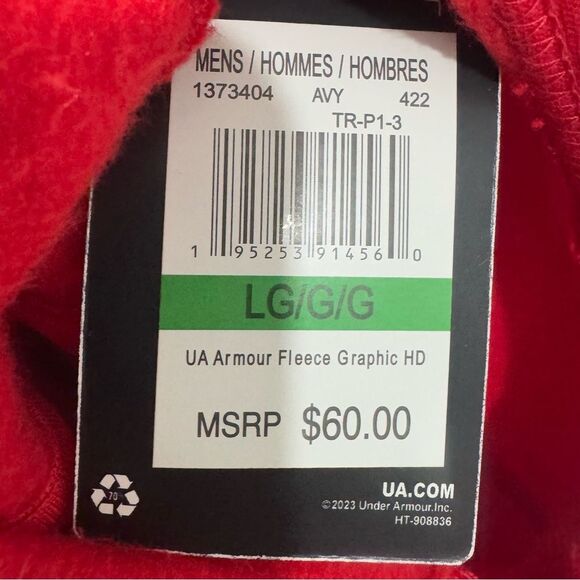 MENS / HOMMES / HOMBRES
1373404 AVY 422
TR-P1-3
1 95253 91456 0
LG/G/G
UA Armour Fleece Graphic HD
MSRP $60.00
70
UA.COM
©2023 Under Armour.Inc.
HT-908836